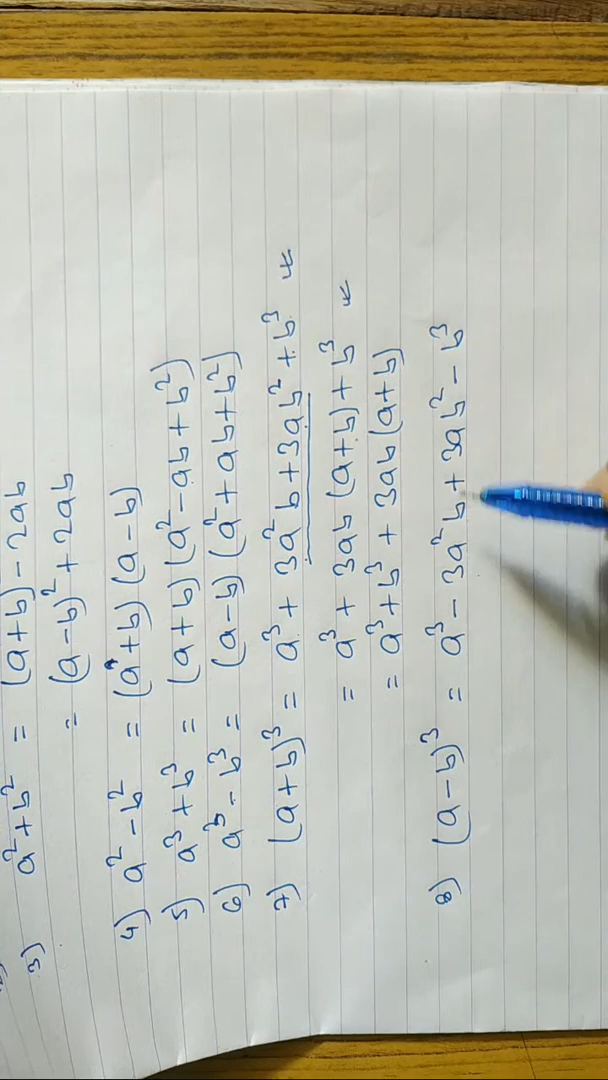 3) a² + b² = (a+b) - 2ab
= (a-b)² + 2ab
4) a² - b² = (a+b) (a-b)
5) a³ + b³ = (a+b) (a² - ab + b²)
6) a³ - b³ = (a-b) (a² + ab + b²)
7) (a+b)³ = a³ + 3a²b + 3ab² + b³
= a³ + 3ab (a+b) + b³
= a³ + b³ + 3ab (a+b)
8) (a-b)³ = a³ - 3a²b + 3ab² - b³